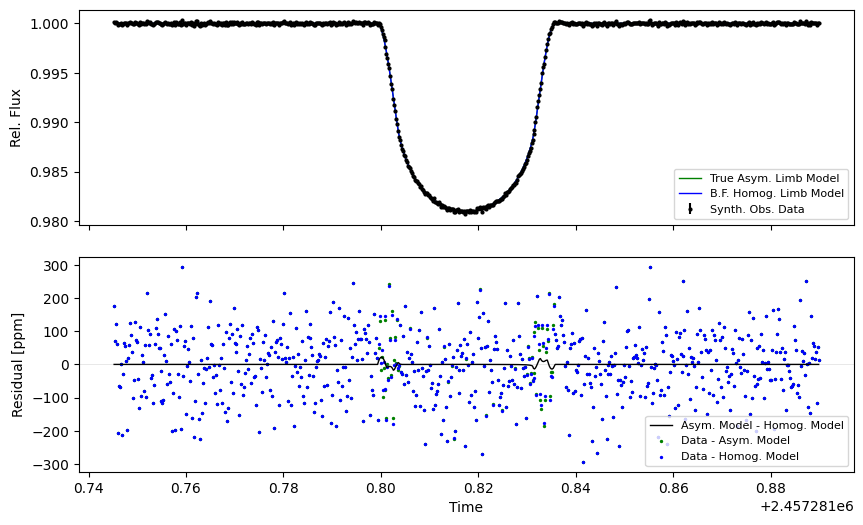 1.000
0.995
0.990
0.985
0.980
Rel. Flux
True Asym. Limb Model
B.F. Homog. Limb Model
Synth. Obs. Data
300
200
100
0
−100
−200
−300
Residual [ppm]
Asym. Model - Homog. Model
Data - Asym. Model
Data - Homog. Model
0.74
0.76
0.78
0.80
0.82
0.84
0.86
0.88
Time
+2.457281e6